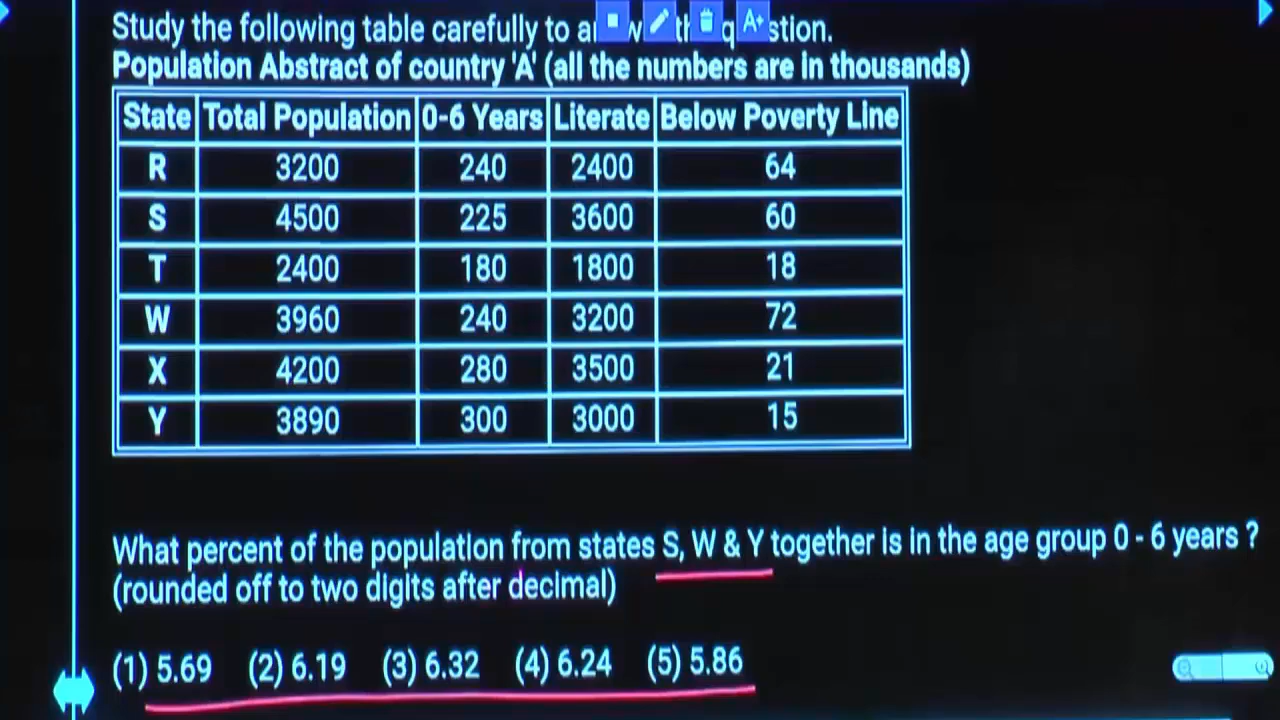 Study the following table carefully to stion.
Population Abstract of country 'A' (all the numbers are in thousands)
State Total Population 0-6 Years Literate Below Poverty Line
R 3200 240 2400 64
S 4500 225 3600 60
T 2400 180 1800 18
W 3960 240 3200 72
X 4200 280 3500 21
Y 3890 300 3000 15
What percent of the population from states S, W & Y together is in the age group 0 - 6 years ?
(rounded off to two digits after decimal)
(1) 5.69 (2) 6.19 (3) 6.32 (4) 6.24 (5) 5.86